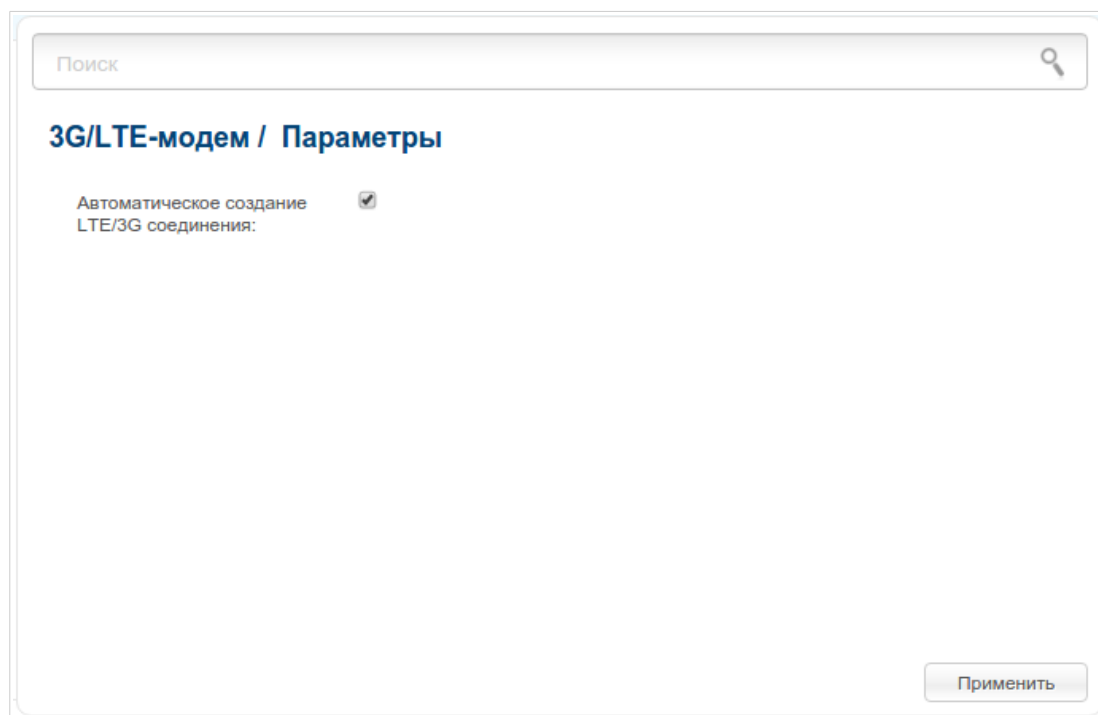 Поиск
3G/LTE-модем / Параметры
Автоматическое создание
LTE/3G соединения:
Применить